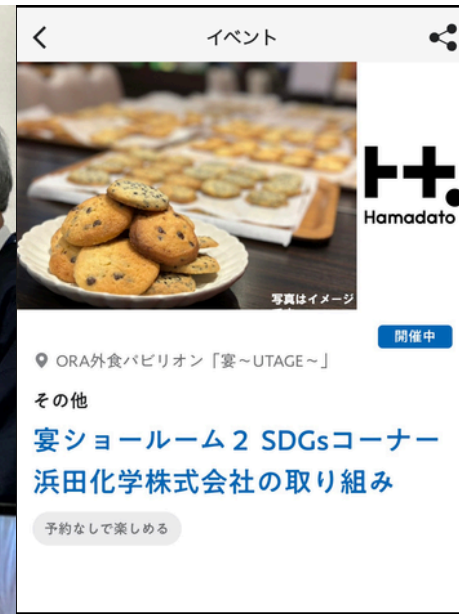 イベント
Hamadato
写真はイメージ
開催中
ORA外食パビリオン「宴～UTAGE～」
その他
宴ショールーム２ SDGsコーナー
浜田化学株式会社の取り組み
予約なしで楽しめる